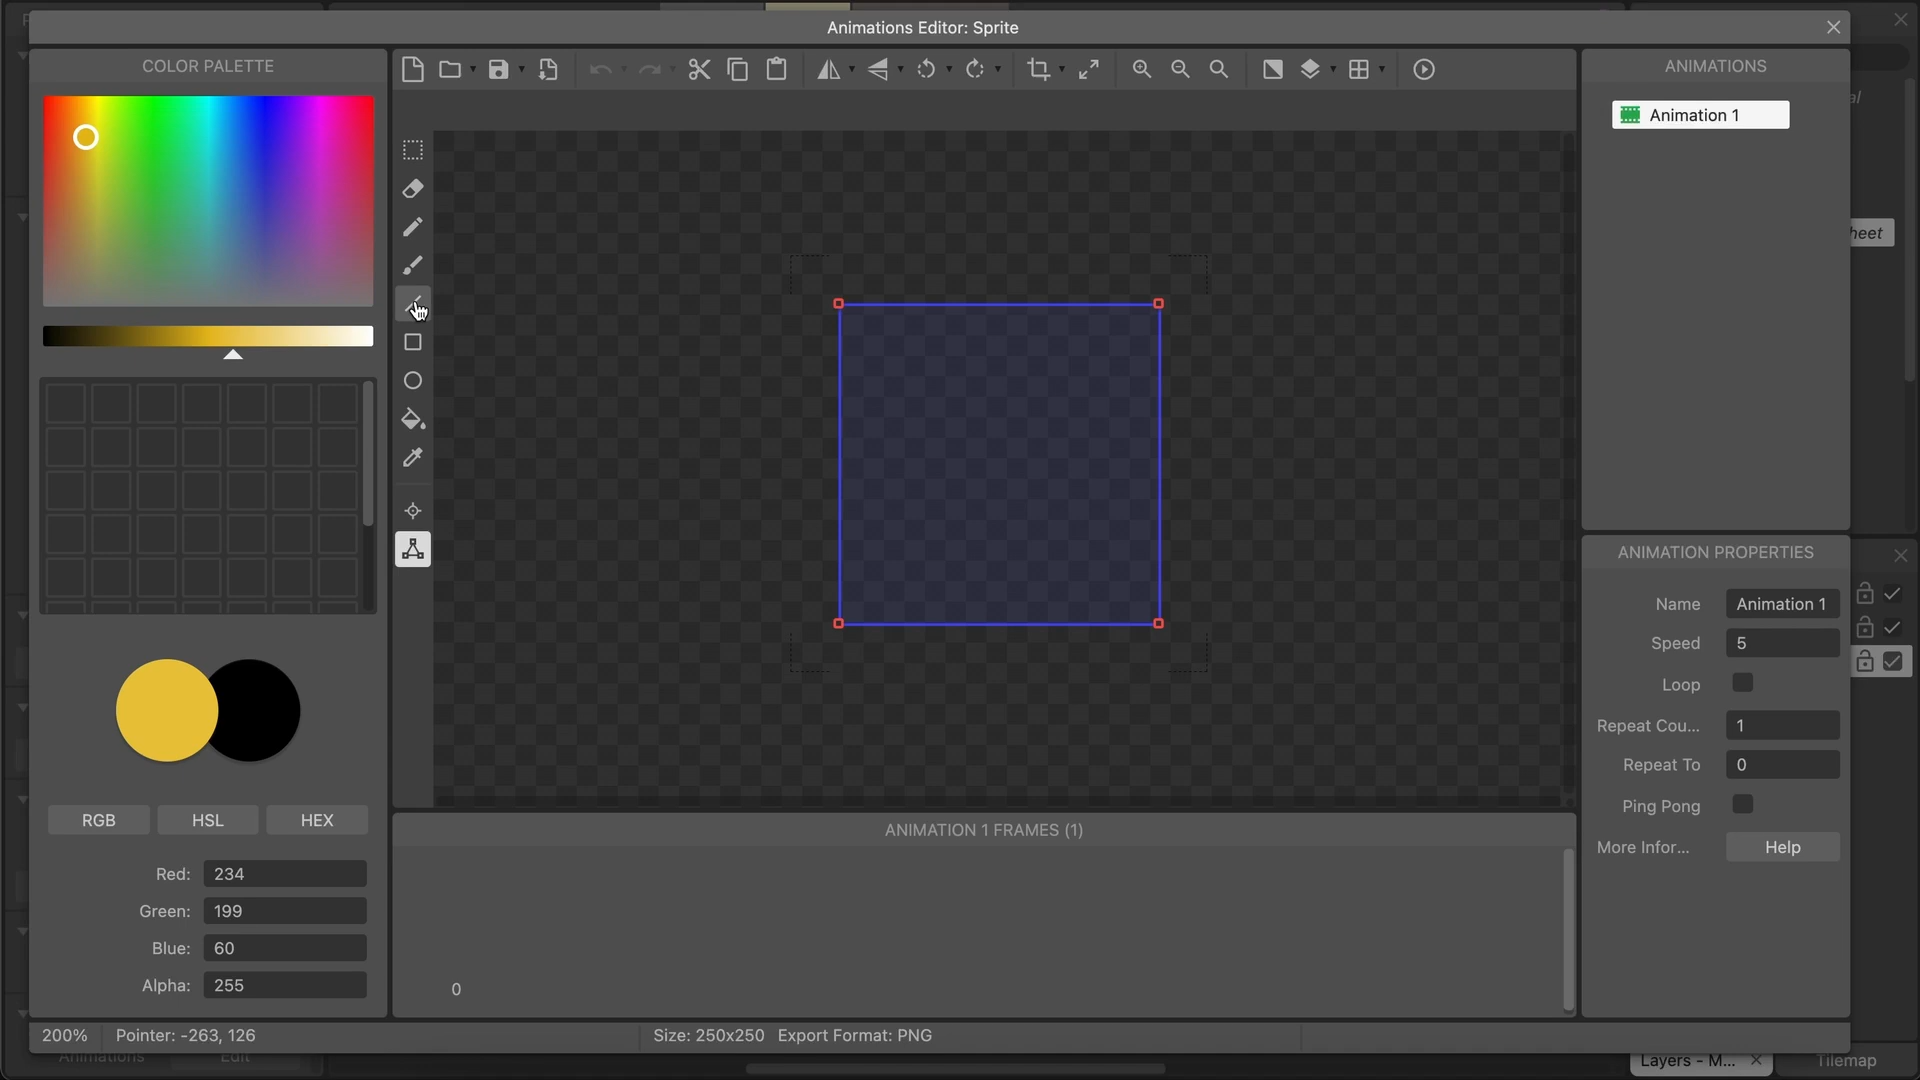 Animations Editor: Sprite
COLOR PALETTE
ANIMATIONS
Animation 1
heet
ANIMATION PROPERTIES
Name Animation 1
Speed 5
Loop
Repeat Cou... 1
Repeat To 0
Ping Pong
More Infor... Help
RGB HSL HEX
Red: 234
Green: 199
Blue: 60
Alpha: 255
ANIMATION 1 FRAMES (1)
0
200% Pointer: -263, 126 Size: 250x250 Export Format: PNG
Animations Edit
Layers - M... Tilemap